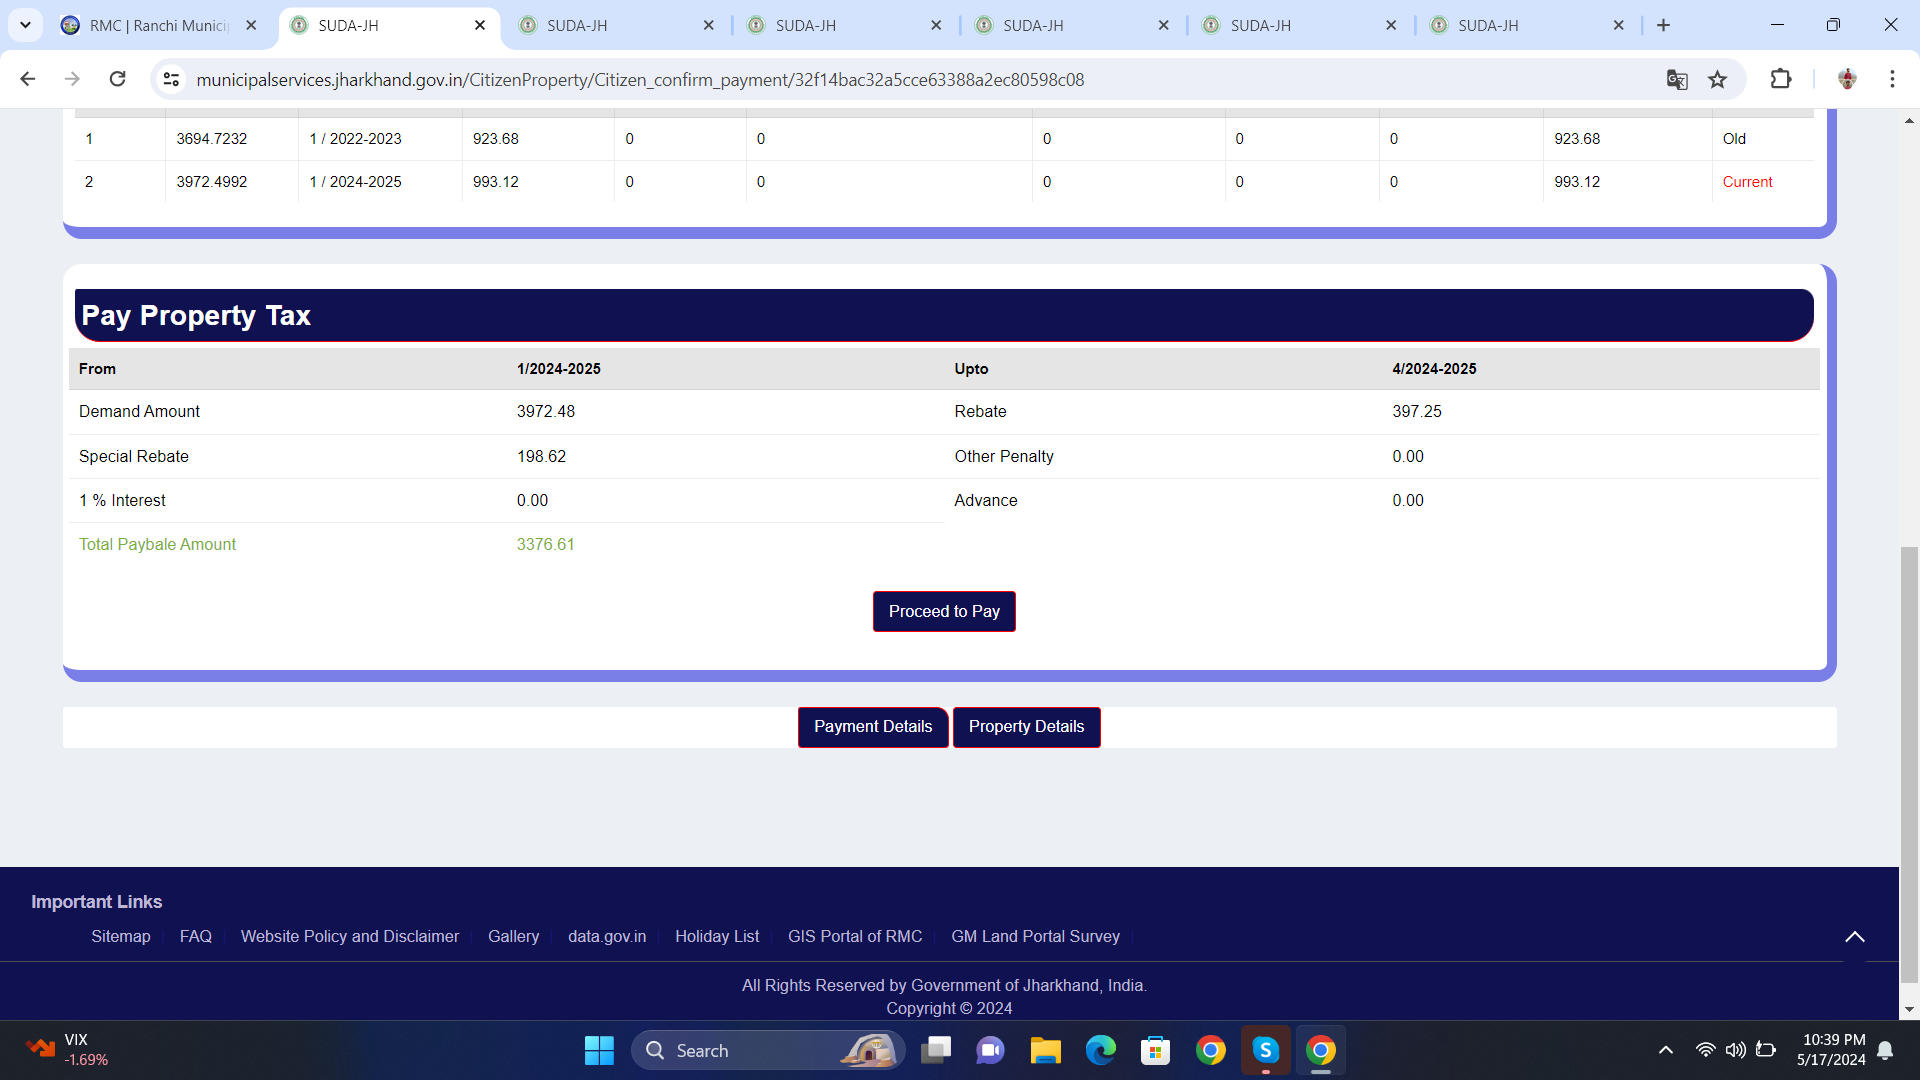 RMC | Ranchi Munici
SUDA-JH
SUDA-JH
SUDA-JH
SUDA-JH
SUDA-JH
SUDA-JH
municipalservices.jharkhand.gov.in/CitizenProperty/Citizen_confirm_payment/32f14bac32a5cce63388a2ec80598c08
1 3694.7232 1 / 2022-2023 923.68 0 0 0 0 0 923.68 Old
2 3972.4992 1 / 2024-2025 993.12 0 0 0 0 0 993.12 Current
Pay Property Tax
From 1/2024-2025 Upto 4/2024-2025
Demand Amount 3972.48 Rebate 397.25
Special Rebate 198.62 Other Penalty 0.00
1 % Interest 0.00 Advance 0.00
Total Paybale Amount 3376.61
Proceed to Pay
Payment Details Property Details
Important Links
Sitemap FAQ Website Policy and Disclaimer Gallery data.gov.in Holiday List GIS Portal of RMC GM Land Portal Survey
All Rights Reserved by Government of Jharkhand, India.
Copyright © 2024
VIX
-1.69%
Search
10:39 PM
5/17/2024